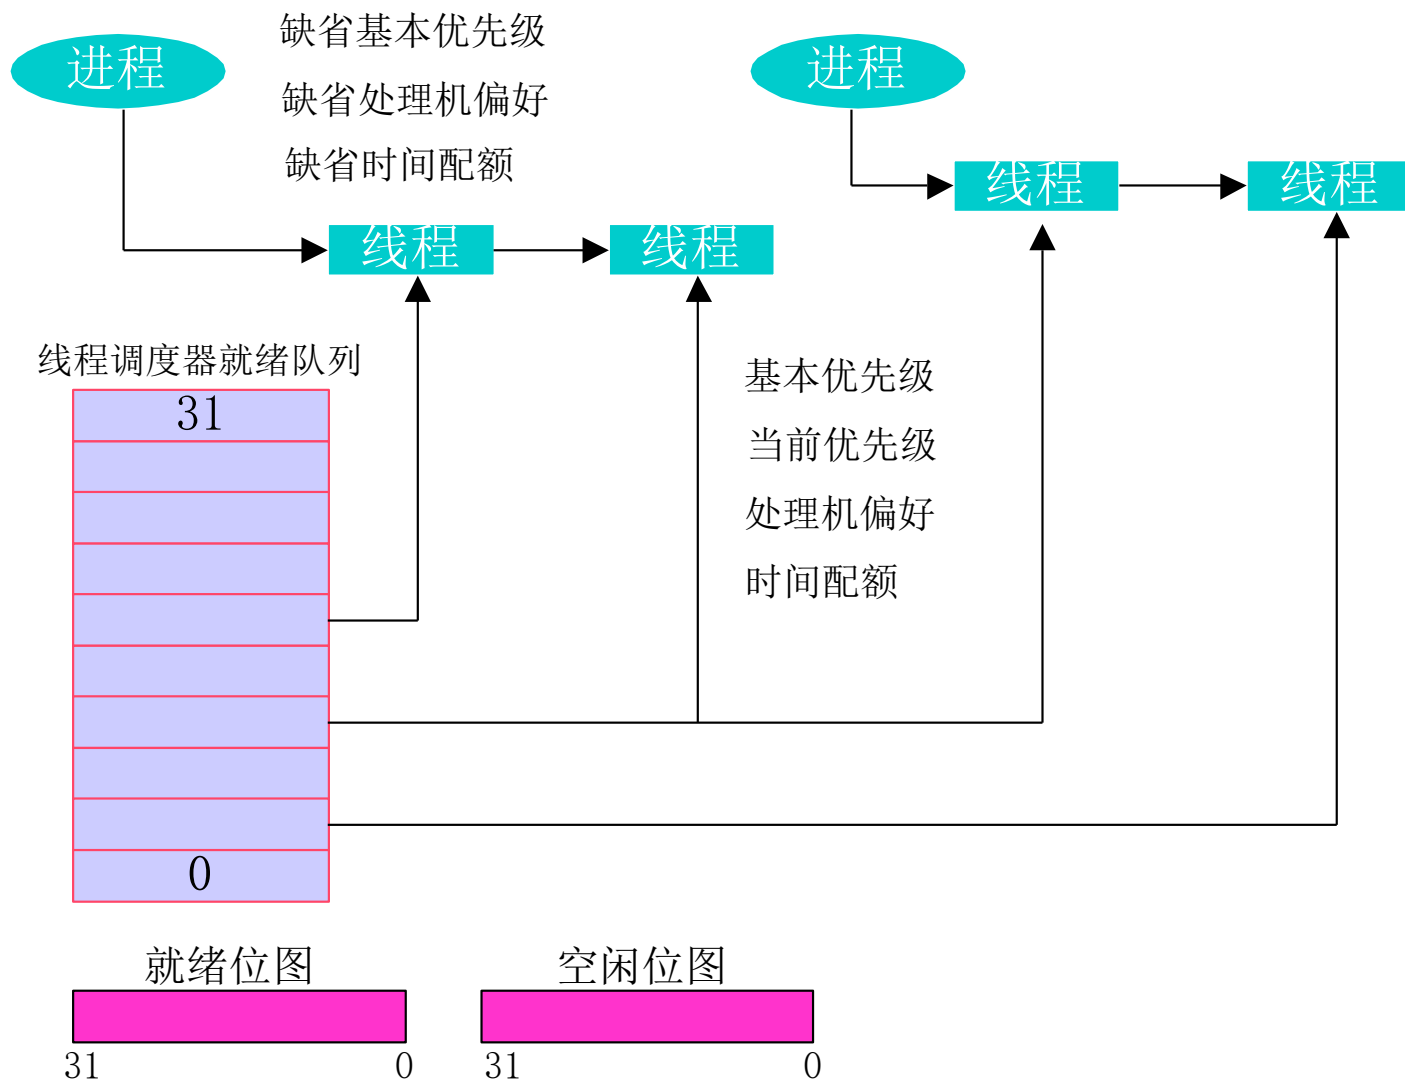 缺省基本优先级
进程
进程
缺省处理机偏好
缺省时间配额
线程
线程
线程
线程
线程调度器就绪队列
基本优先级
31
当前优先级
处理机偏好
时间配额
0
就绪位图
空闲位图
31
0
31
0